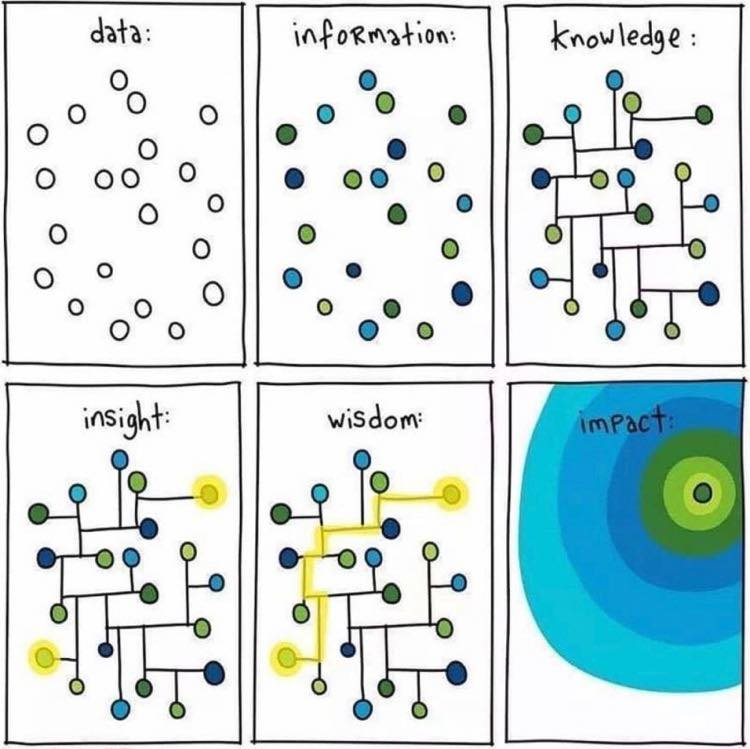 data:
information:
knowledge:
insight:
wisdom:
impact: